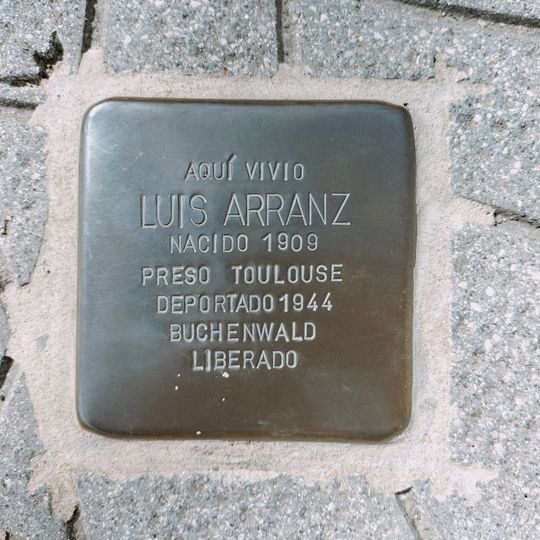 AQUÍ VIVIO
LUIS ARRANZ
NACIDO 1909
PRESO TOULOUSE
DEPORTADO 1944
BUCHENWALD
LIBERADO